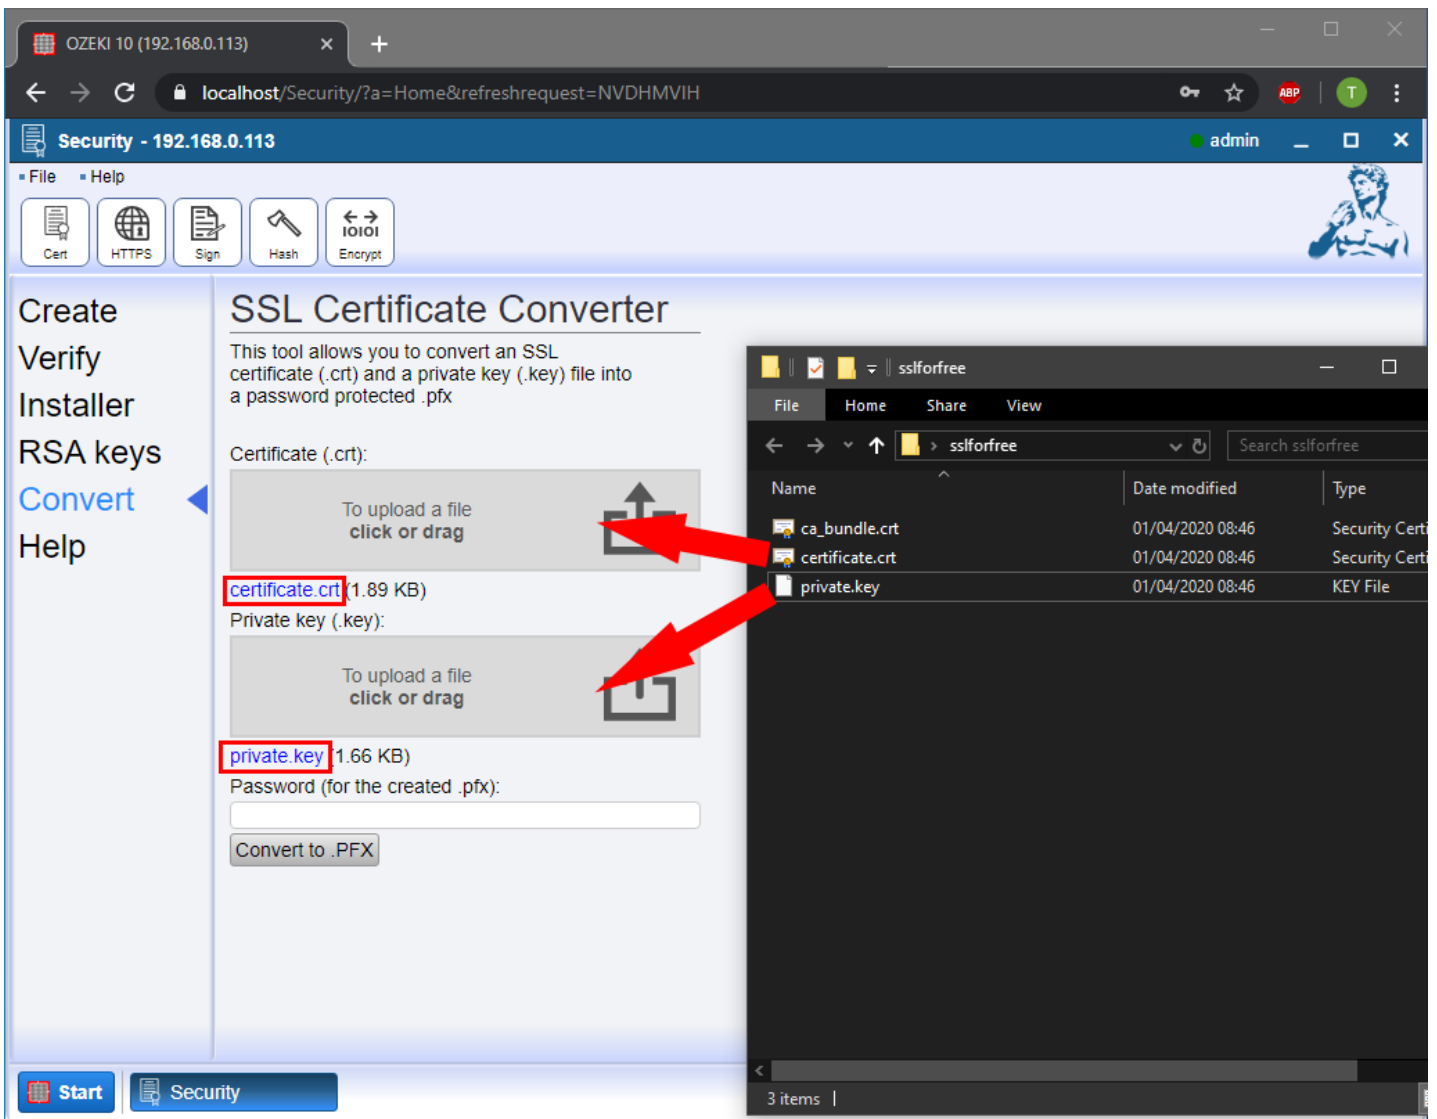 OZEKI 10 (192.168.0.113)
localhost/Security/?a=Home&refreshrequest=NVDHMVIH
ABP
T
Security - 192.168.0.113
admin
File Help
Cert
HTTPS
Sign
Hash
IOIOI
Encrypt
Create
Verify
Installer
RSA keys
Convert
Help
SSL Certificate Converter
This tool allows you to convert an SSL
certificate (.crt) and a private key (.key) file into
a password protected .pfx
Certificate (.crt):
To upload a file
click or drag
certificate.crt (1.89 KB)
Private key (.key):
To upload a file
click or drag
private.key (1.66 KB)
Password (for the created .pfx):
Convert to .PFX
sslforfree
File Home Share View
sslforfree
Search sslforfree
Name Date modified Type
ca_bundle.crt 01/04/2020 08:46 Security Certi
certificate.crt 01/04/2020 08:46 Security Certi
private.key 01/04/2020 08:46 KEY File
3 items
Start
Security